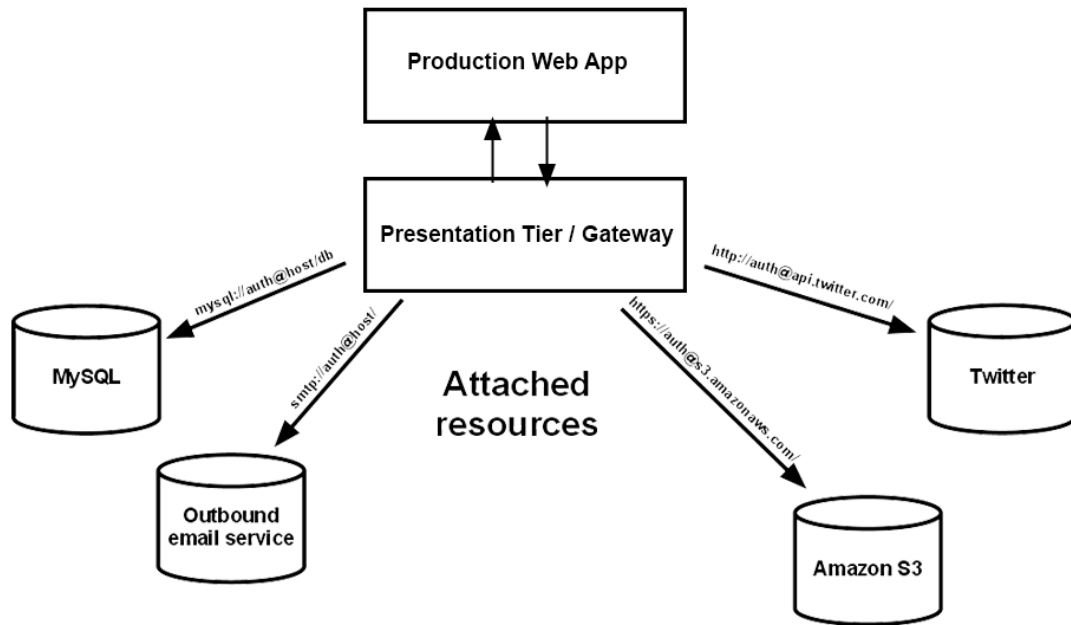 Production Web App
Presentation Tier / Gateway
mysql://auth@host/db
smtp://auth@host/
https://auth@s3.amazonaws.com/
http://auth@api.twitter.com/
MySQL
Outbound
email service
Attached
resources
Amazon S3
Twitter